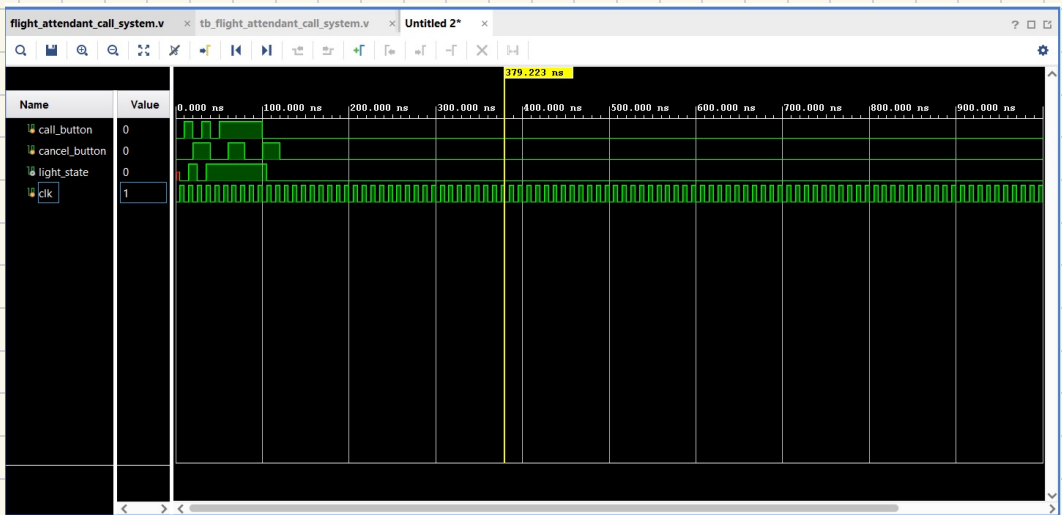 flight_attendant_call_system.v × tb_flight_attendant_call_system.v × Untitled 2* ×
379.223 ns
Name Value
0.000 ns 100.000 ns 200.000 ns 300.000 ns 400.000 ns 500.000 ns 600.000 ns 700.000 ns 800.000 ns 900.000 ns
call_button 0
cancel_button 0
light_state 0
clk 1